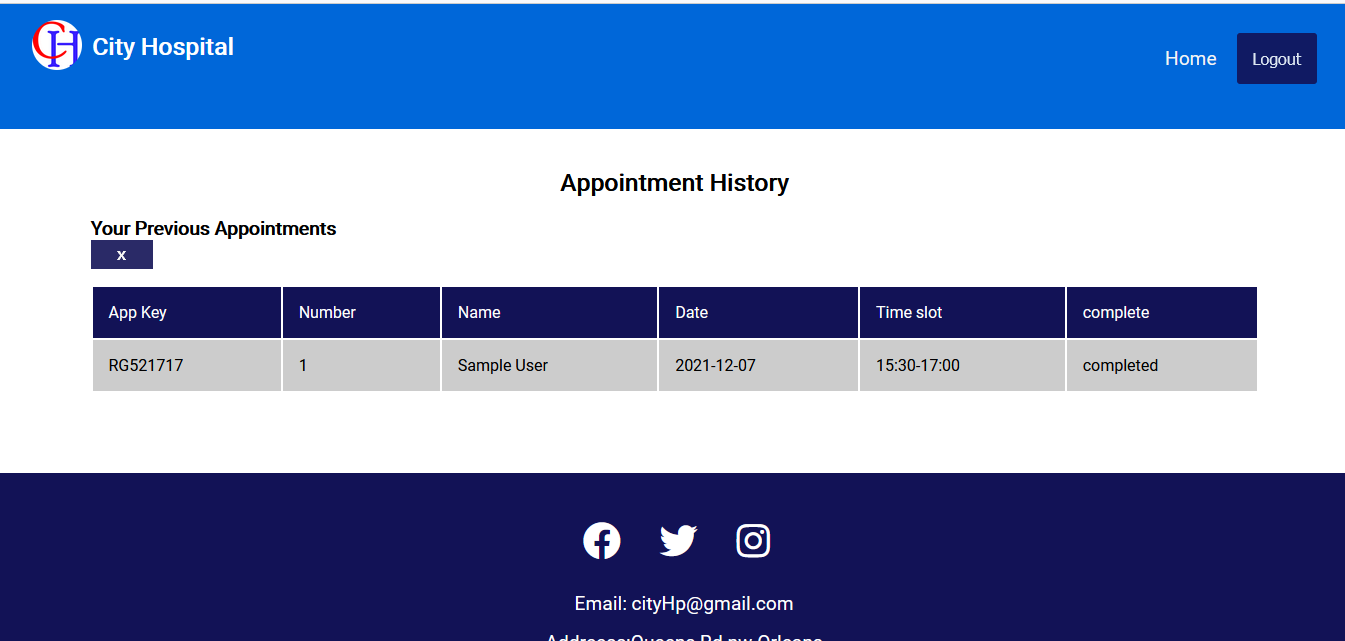 CH City Hospital
Home Logout
Appointment History
Your Previous Appointments
x
App Key Number Name Date Time slot complete
RG521717 1 Sample User 2021-12-07 15:30-17:00 completed
Email: cityHp@gmail.com